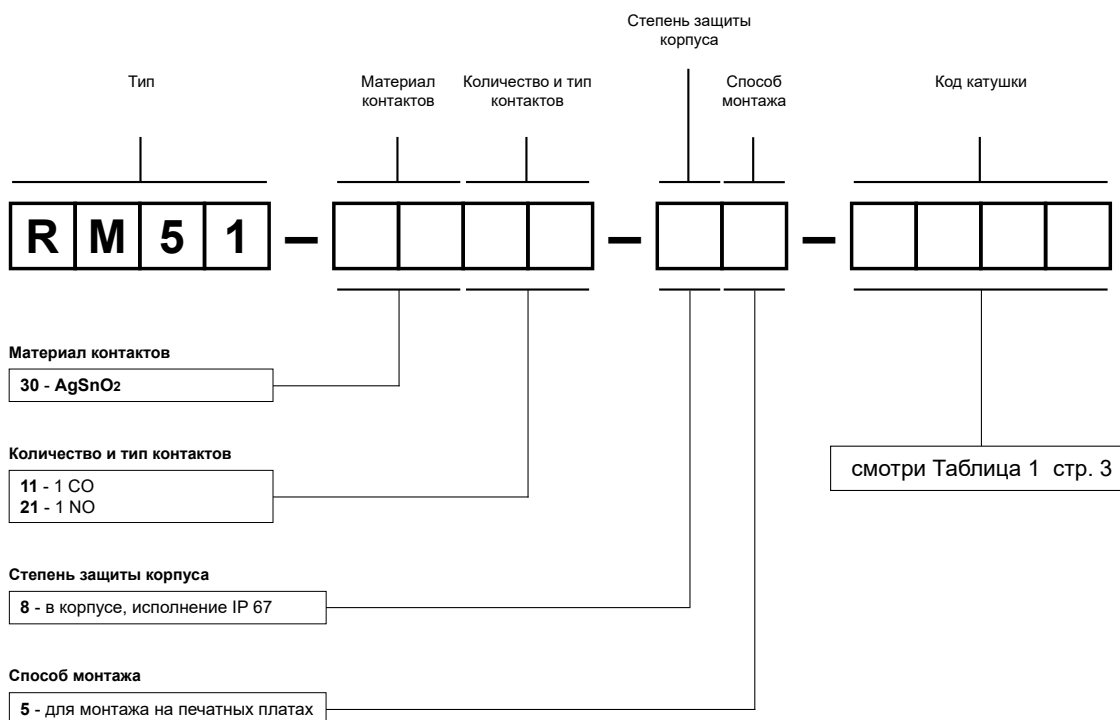 Степень защиты
корпуса
Тип
Материал
контактов
Количество и тип
контактов
Способ
монтажа
Код катушки
R M 5 1 – – –
Материал контактов
30 - AgSnO2
Количество и тип контактов
11 - 1 CO
21 - 1 NO
смотри Таблица 1 стр. 3
Степень защиты корпуса
8 - в корпусе, исполнение IP 67
Способ монтажа
5 - для монтажа на печатных платах